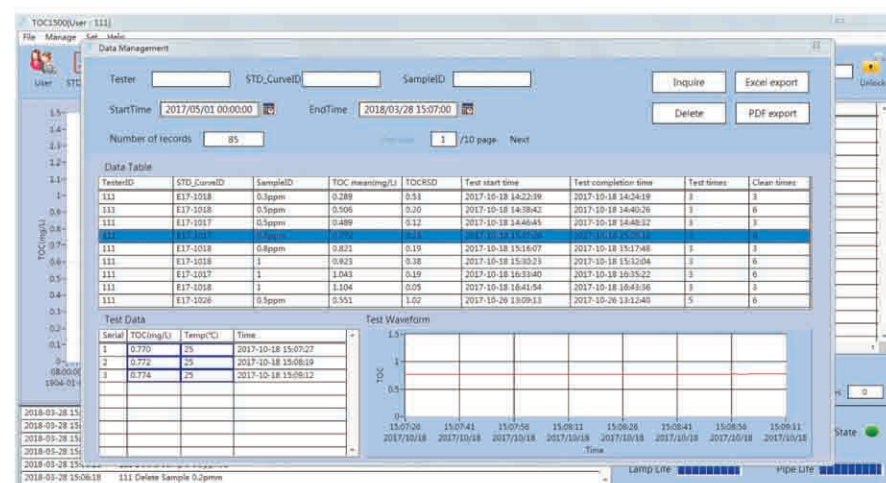 TOC1500(User : 111)
File Manage Set Help
Data Management
User
Unlock
Tester STD_CurveID SampleID Inquire Excel export
StartTime 2017/05/01 00:00:00 EndTime 2018/03/28 15:07:00 Delete PDF export
Number of records 85 1 /10 page Next
Data Table
TesterID STD_CurveID SampleID TOC mean(mg/L) TOCRSD Test start time Test completion time Test times Clean times
111 E17-1018 0.3ppm 0.289 0.53 2017-10-18 14:22:39 2017-10-18 14:24:19 3 3
111 E17-1018 0.5ppm 0.506 0.20 2017-10-18 14:38:42 2017-10-18 14:40:26 3 6
111 E17-1017 0.5ppm 0.489 0.12 2017-10-18 14:46:45 2017-10-18 14:48:32 3 3
111 E17-1018 0.8ppm 0.821 0.19 2017-10-18 15:16:07 2017-10-18 15:17:48 3 3
111 E17-1018 1 0.923 0.38 2017-10-18 15:30:23 2017-10-18 15:32:04 3 6
111 E17-1017 1 1.043 0.19 2017-10-18 16:33:40 2017-10-18 16:35:22 3 6
111 E17-1018 1 1.104 0.05 2017-10-18 16:41:54 2017-10-18 16:43:36 3 3
111 E17-1026 0.5ppm 0.551 1.02 2017-10-26 13:09:13 2017-10-26 13:12:40 5 6
Test Data
Serial TOC(mg/L) Temp(℃) Time
1 0.770 25 2017-10-18 15:07:27
2 0.772 25 2017-10-18 15:08:19
3 0.774 25 2017-10-18 15:09:12
Test Waveform
1.5
1
0.5
0
TOC
15:07:26 15:07:41 15:07:56 15:08:11 15:08:26 15:08:41 15:08:56 15:09:11
2017/10/18 2017/10/18 2017/10/18 2017/10/18 2017/10/18 2017/10/18 2017/10/18 2017/10/18
Time
TOC(mg/L)
0
State
2018-03-28 15:06:18 111 Delete Sample 0.2pmm
Lamp Life Pipe Life